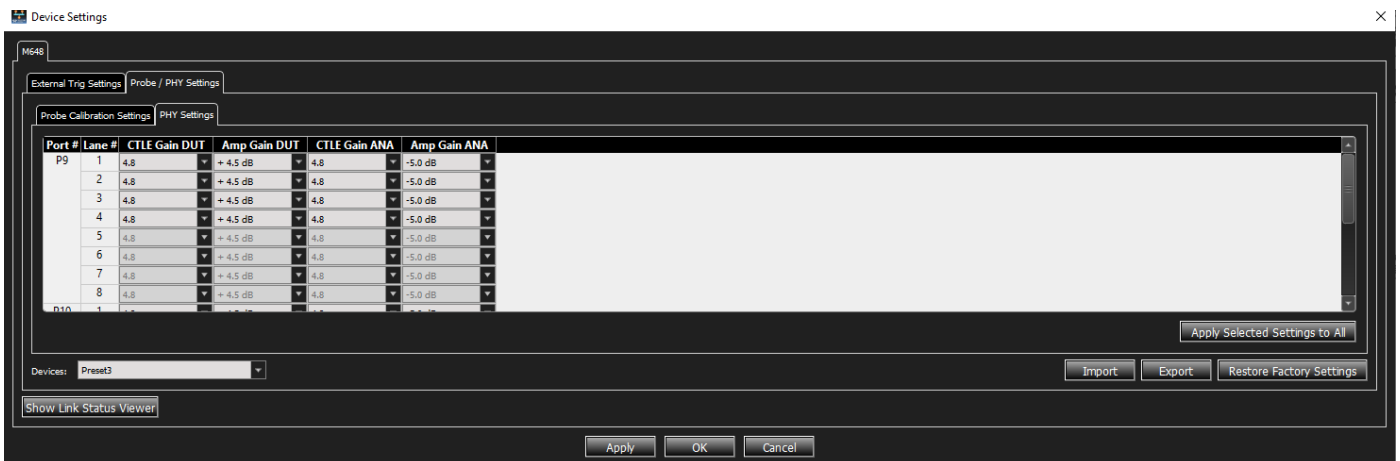 Device Settings
M648
External Trig Settings Probe / PHY Settings
Probe Calibration Settings PHY Settings
Port # Lane # CTLE Gain DUT Amp Gain DUT CTLE Gain ANA Amp Gain ANA
P9 1 4.8 + 4.5 dB 4.8 -5.0 dB
2 4.8 + 4.5 dB 4.8 -5.0 dB
3 4.8 + 4.5 dB 4.8 -5.0 dB
4 4.8 + 4.5 dB 4.8 -5.0 dB
5 4.8 + 4.5 dB 4.8 -5.0 dB
6 4.8 + 4.5 dB 4.8 -5.0 dB
7 4.8 + 4.5 dB 4.8 -5.0 dB
8 4.8 + 4.5 dB 4.8 -5.0 dB
P10 1
Apply Selected Settings to All
Devices: Preset3 Import Export Restore Factory Settings
Show Link Status Viewer
Apply OK Cancel